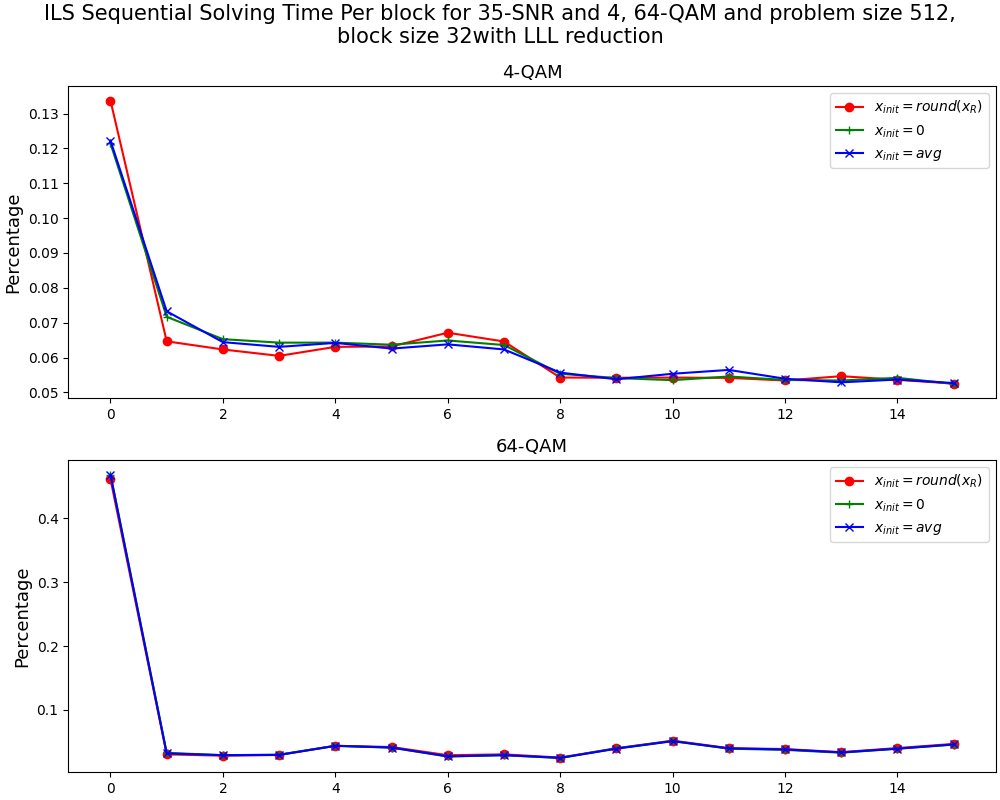 ILS Sequential Solving Time Per block for 35-SNR and 4, 64-QAM and problem size 512,
block size 32with LLL reduction
4-QAM
Percentage
0.13
0.12
0.11
0.10
0.09
0.08
0.07
0.06
0.05
x_init = round(x_R)
x_init = 0
x_init = avg
0 2 4 6 8 10 12 14
64-QAM
Percentage
0.4
0.3
0.2
0.1
x_init = round(x_R)
x_init = 0
x_init = avg
0 2 4 6 8 10 12 14